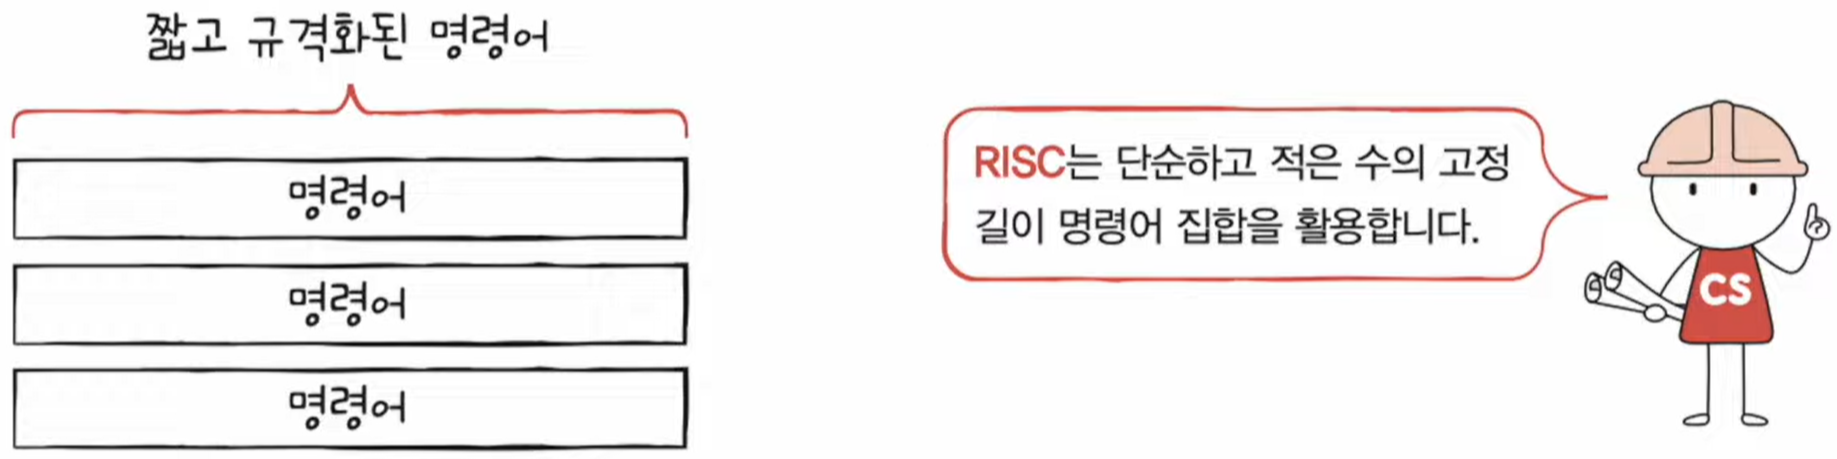 짧고 규격화된 명령어
명령어
명령어
명령어
RISC는 단순하고 적은 수의 고정
길이 명령어 집합을 활용합니다.
CS